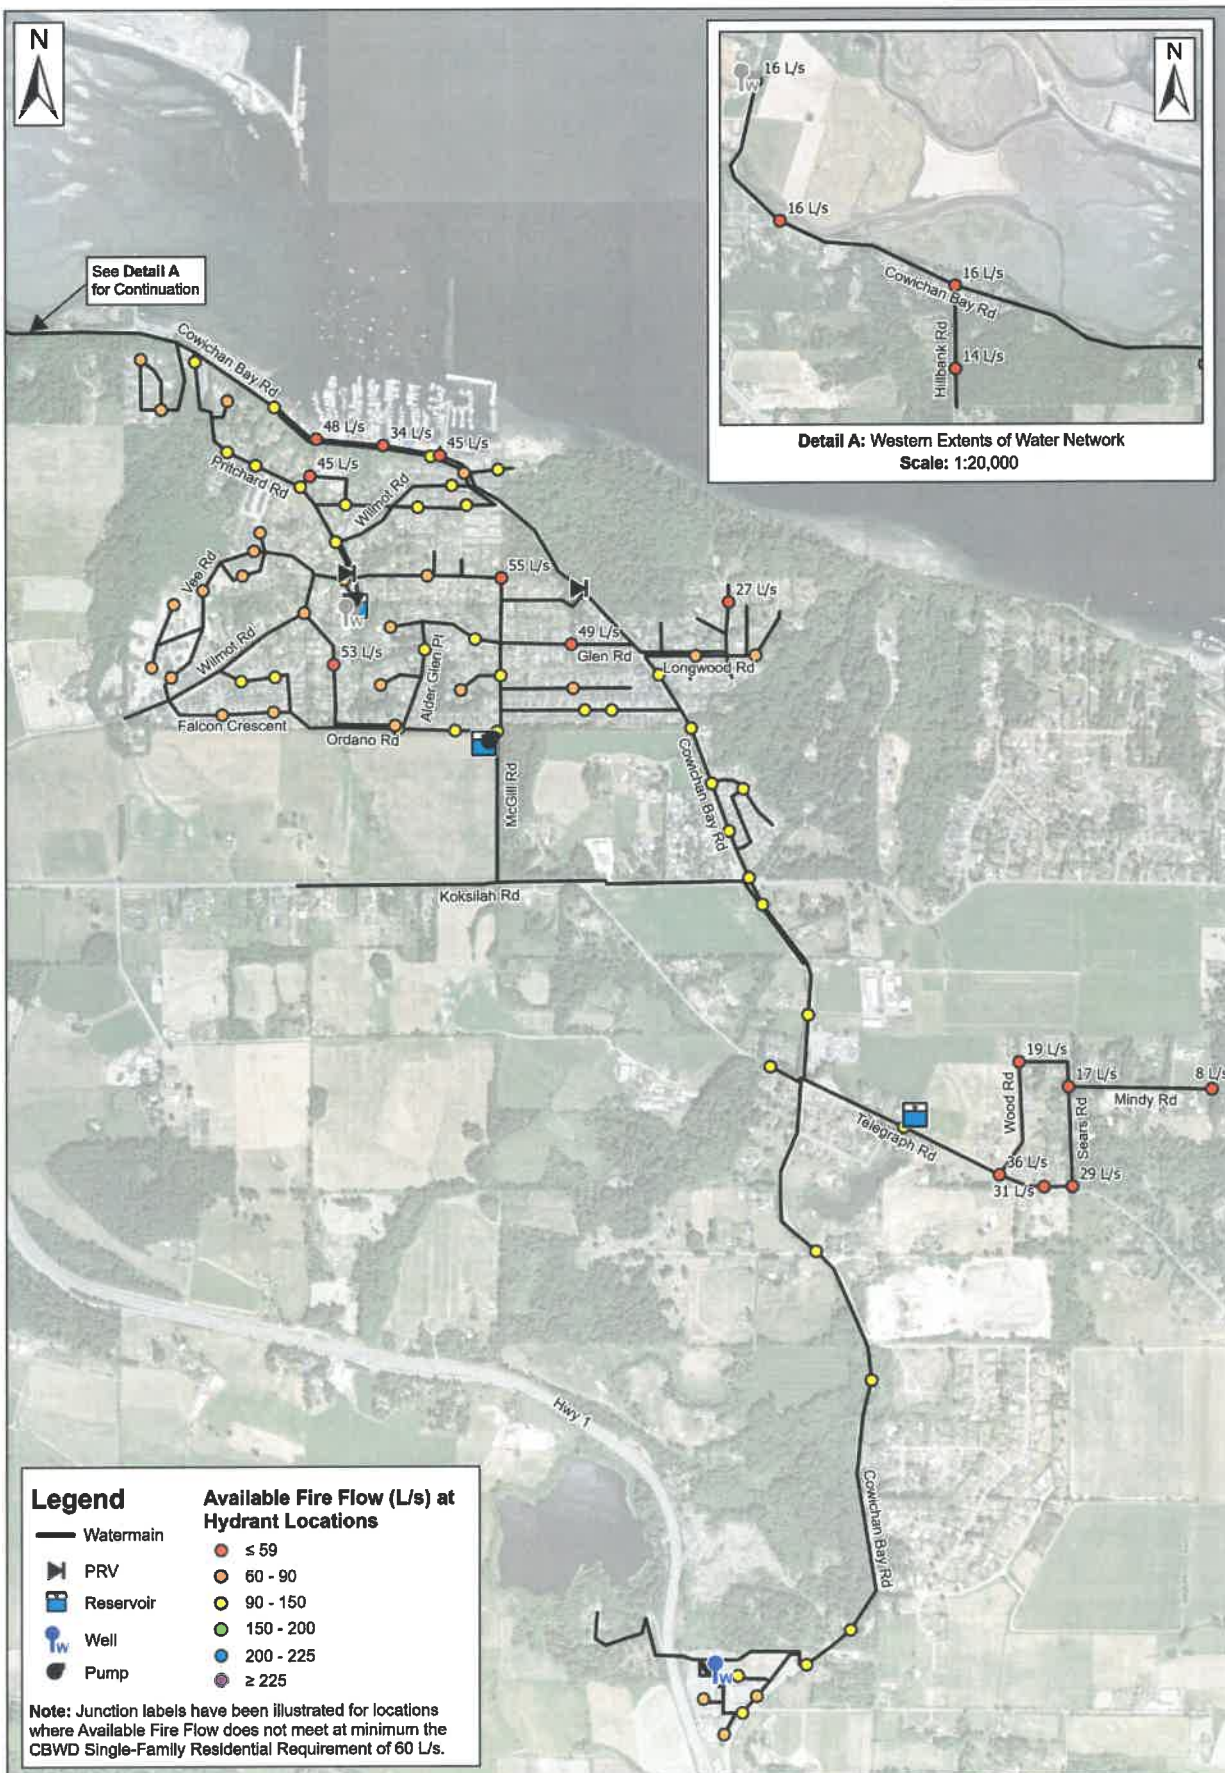 N
N
16 L/s
16 L/s
16 L/s
Cowichan Bay Rd
Hillbank Rd
14 L/s
Detail A: Western Extents of Water Network
Scale: 1:20,000
See Detail A
for Continuation
Cowichan Bay Rd
48 L/s
34 L/s
45 L/s
45 L/s
Pritchard Rd
Wilmot Rd
Vee Rd
55 L/s
27 L/s
W
49 L/s
Glen Rd
Longwood Rd
Wilmot Rd
53 L/s
Alder Glen Pl
Falcon Crescent
Ordano Rd
McGill Rd
Cowichan Bay Rd
Koksilah Rd
19 L/s
17 L/s
8 L/s
Wood Rd
Mindy Rd
Sears Rd
Telegraph Rd
36 L/s
31 L/s
29 L/s
Hwy 1
Cowichan Bay Rd
W
Legend
Watermain
PRV
Reservoir
W
Well
Pump
Available Fire Flow (L/s) at
Hydrant Locations
≤ 59
60 - 90
90 - 150
150 - 200
200 - 225
≥ 225
Note: Junction labels have been illustrated for locations
where Available Fire Flow does not meet at minimum the
CBWD Single-Family Residential Requirement of 60 L/s.